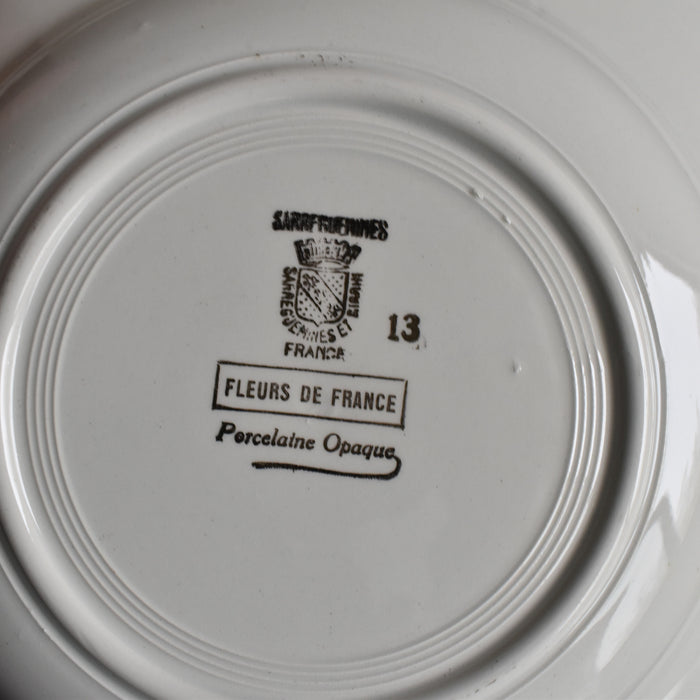 SARREGUEMINES
SARREGUEMINES ET DIGOIN
FRANCE
13
FLEURS DE FRANCE
Porcelaine Opaque